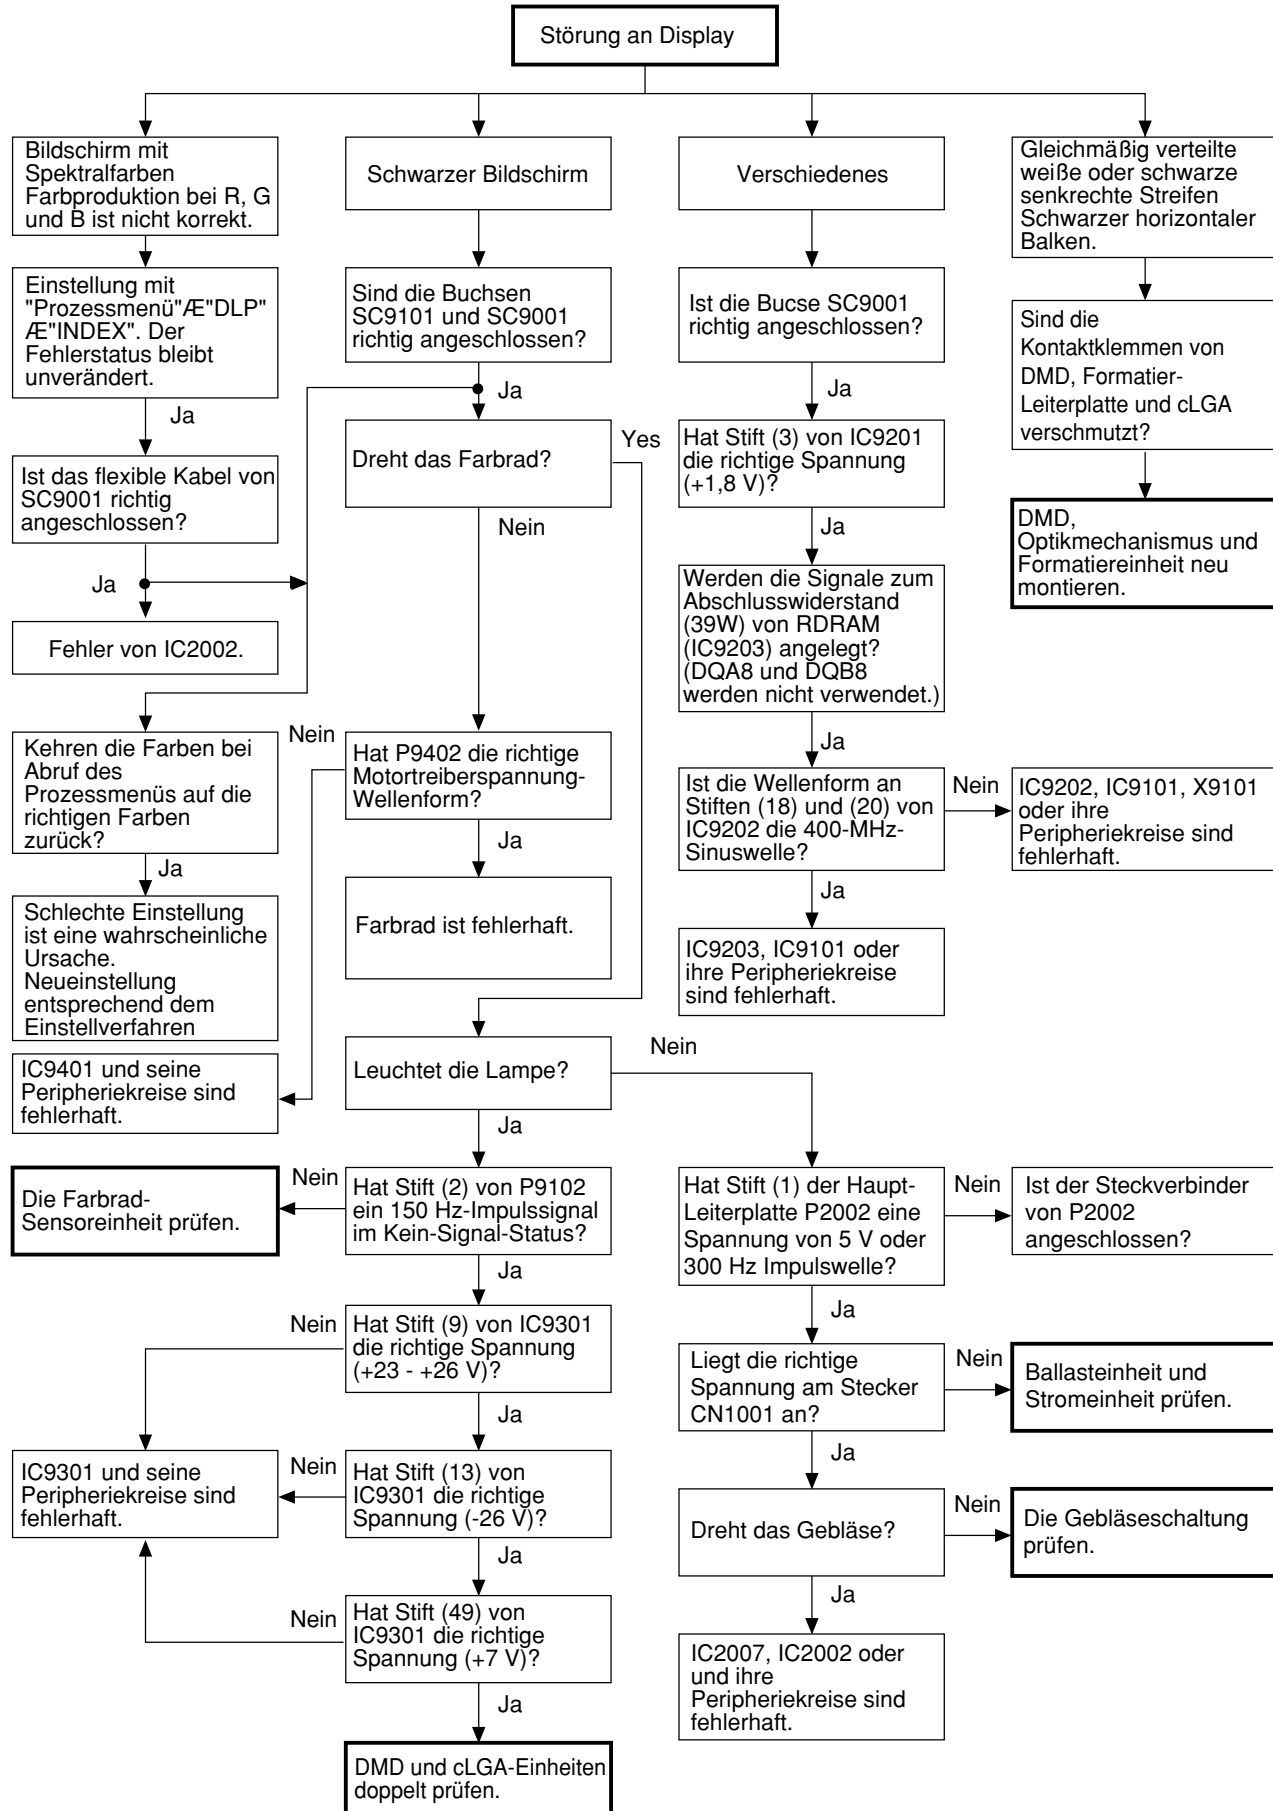 Störung an Display
Bildschirm mit
Spektralfarben
Farbproduktion bei R, G
und B ist nicht korrekt.
Schwarzer Bildschirm
Verschiedenes
Gleichmäßig verteilte
weiße oder schwarze
senkrechte Streifen
Schwarzer horizontaler
Balken.
Einstellung mit
"Prozessmenü"Æ"DLP"
Æ"INDEX". Der
Fehlerstatus bleibt
unverändert.
Sind die Buchsen
SC9101 und SC9001
richtig angeschlossen?
Ist die Bucse SC9001
richtig angeschlossen?
Sind die
Kontaktklemmen von
DMD, Formatier-
Leiterplatte und cLGA
verschmutzt?
Ja
Ja
Ja
Ist das flexible Kabel von
SC9001 richtig
angeschlossen?
Dreht das Farbrad?
Yes
Hat Stift (3) von IC9201
die richtige Spannung
(+1,8 V)?
DMD,
Optikmechanismus und
Formatiereinheit neu
montieren.
Ja
Nein
Ja
Fehler von IC2002.
Werden die Signale zum
Abschlusswiderstand
(39W) von RDRAM
(IC9203) angelegt?
(DQA8 und DQB8
werden nicht verwendet.)
Kehren die Farben bei
Abruf des
Prozessmenüs auf die
richtigen Farben
zurück?
Nein
Hat P9402 die richtige
Motortreiberspannung-
Wellenform?
Ja
Ist die Wellenform an
Stiften (18) und (20) von
IC9202 die 400-MHz-
Sinuswelle?
Nein
IC9202, IC9101, X9101
oder ihre
Peripheriekreise sind
fehlerhaft.
Ja
Ja
Ja
Schlechte Einstellung
ist eine wahrscheinliche
Ursache.
Neueinstellung
entsprechend dem
Einstellverfahren
Farbrad ist fehlerhaft.
IC9203, IC9101 oder
ihre Peripheriekreise
sind fehlerhaft.
IC9401 und seine
Peripheriekreise sind
fehlerhaft.
Leuchtet die Lampe?
Nein
Ja
Die Farbrad-
Sensoreinheit prüfen.
Nein
Hat Stift (2) von P9102
ein 150 Hz-Impulssignal
im Kein-Signal-Status?
Hat Stift (1) der Haupt-
Leiterplatte P2002 eine
Spannung von 5 V oder
300 Hz Impulswelle?
Nein
Ist der Steckverbinder
von P2002
angeschlossen?
Ja
Ja
Nein
Hat Stift (9) von IC9301
die richtige Spannung
(+23 - +26 V)?
Liegt die richtige
Spannung am Stecker
CN1001 an?
Nein
Ballasteinheit und
Stromeinheit prüfen.
Ja
Ja
IC9301 und seine
Peripheriekreise sind
fehlerhaft.
Nein
Hat Stift (13) von
IC9301 die richtige
Spannung (-26 V)?
Dreht das Gebläse?
Nein
Die Gebläseschaltung
prüfen.
Ja
Ja
Nein
Hat Stift (49) von
IC9301 die richtige
Spannung (+7 V)?
IC2007, IC2002 oder
und ihre
Peripheriekreise sind
fehlerhaft.
Ja
DMD und cLGA-Einheiten
doppelt prüfen.